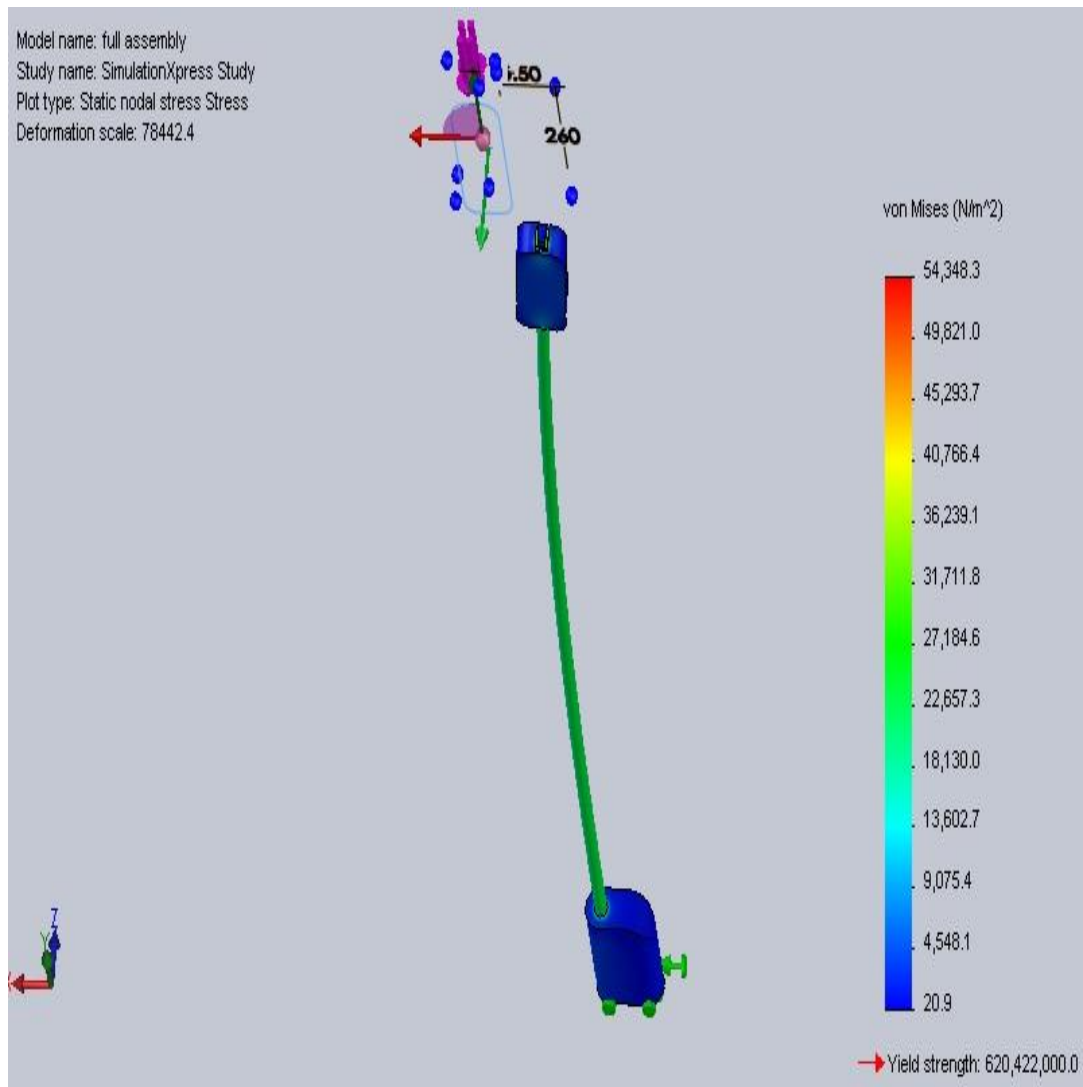 Model name: full assembly
Study name: SimulationXpress Study
Plot type: Static nodal stress Stress
Deformation scale: 78442.4
.50
260
von Mises (N/m^2)
54,348.3
49,821.0
45,293.7
40,766.4
36,239.1
31,711.8
27,184.6
22,657.3
18,130.0
13,602.7
9,075.4
4,548.1
20.9
Z
Y
Yield strength: 620,422,000.0